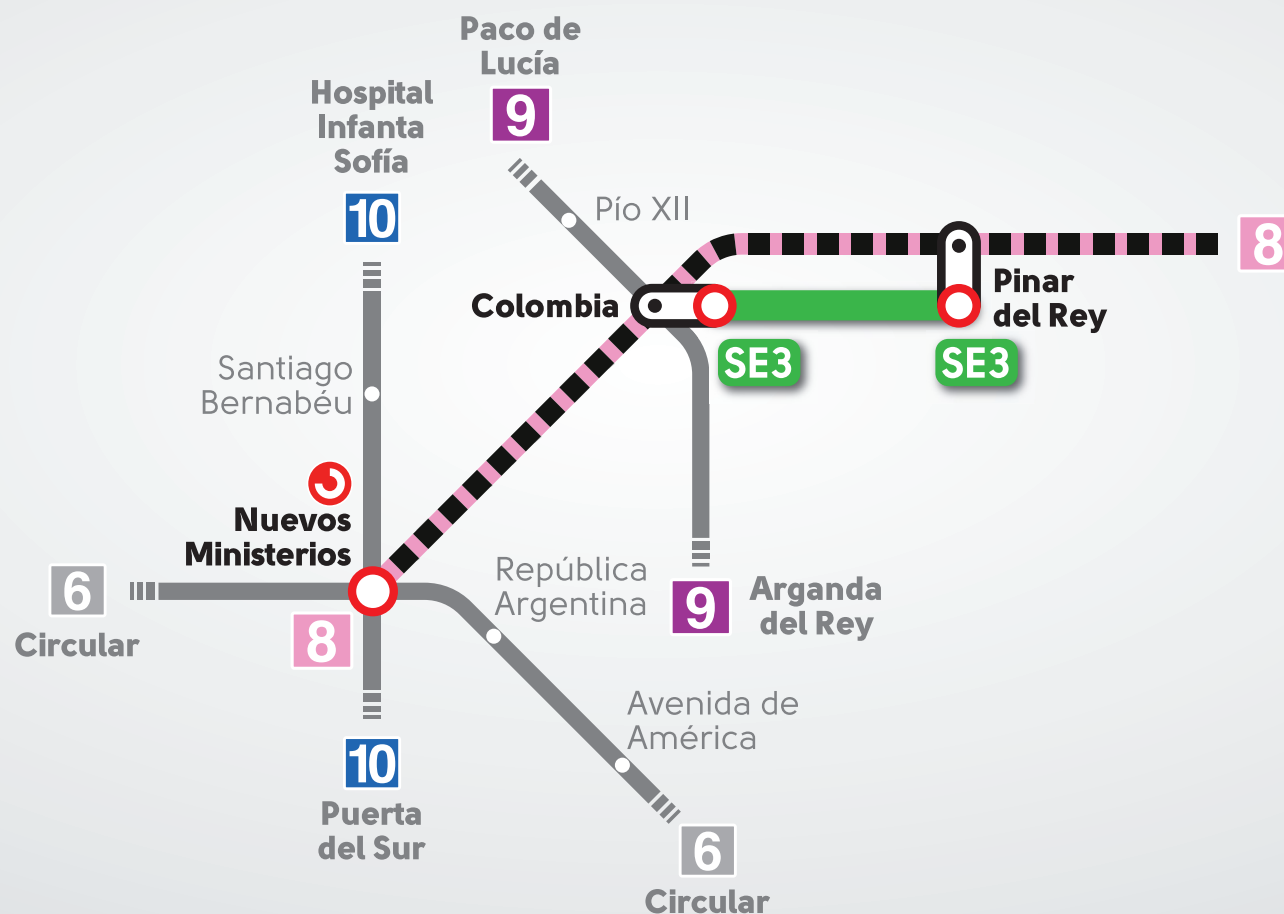 Paco de
Lucía
9
Hospital
Infanta
Sofía
10
Pío XII
8
Colombia
Pinar
del Rey
SE3
SE3
Santiago
Bernabéu
Nuevos
Ministerios
6
Circular
8
República
Argentina
9
Arganda
del Rey
Avenida de
América
10
Puerta
del Sur
6
Circular